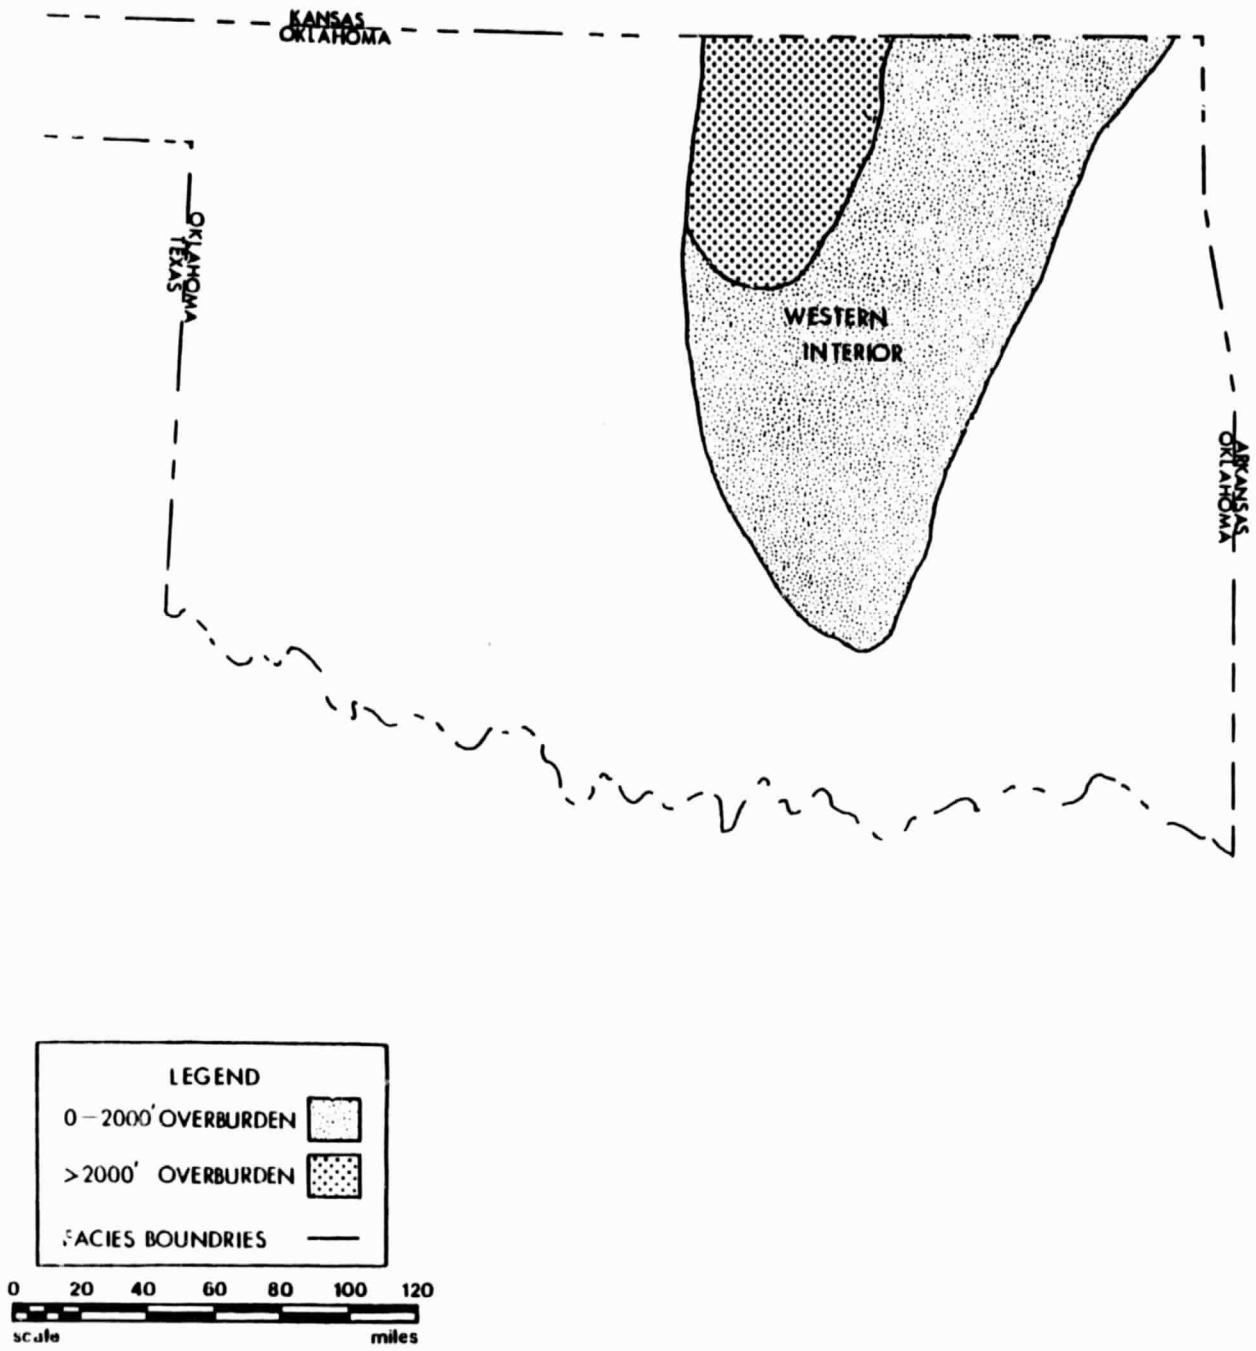 KANSAS
OKLAHOMA
OKLAHOMA
TEXAS
WESTERN
INTERIOR
ARKANSAS
OKLAHOMA
LEGEND
0-2000' OVERBURDEN
>2000' OVERBURDEN
FACIES BOUNDRIES
0 20 40 60 80 100 120
scale miles